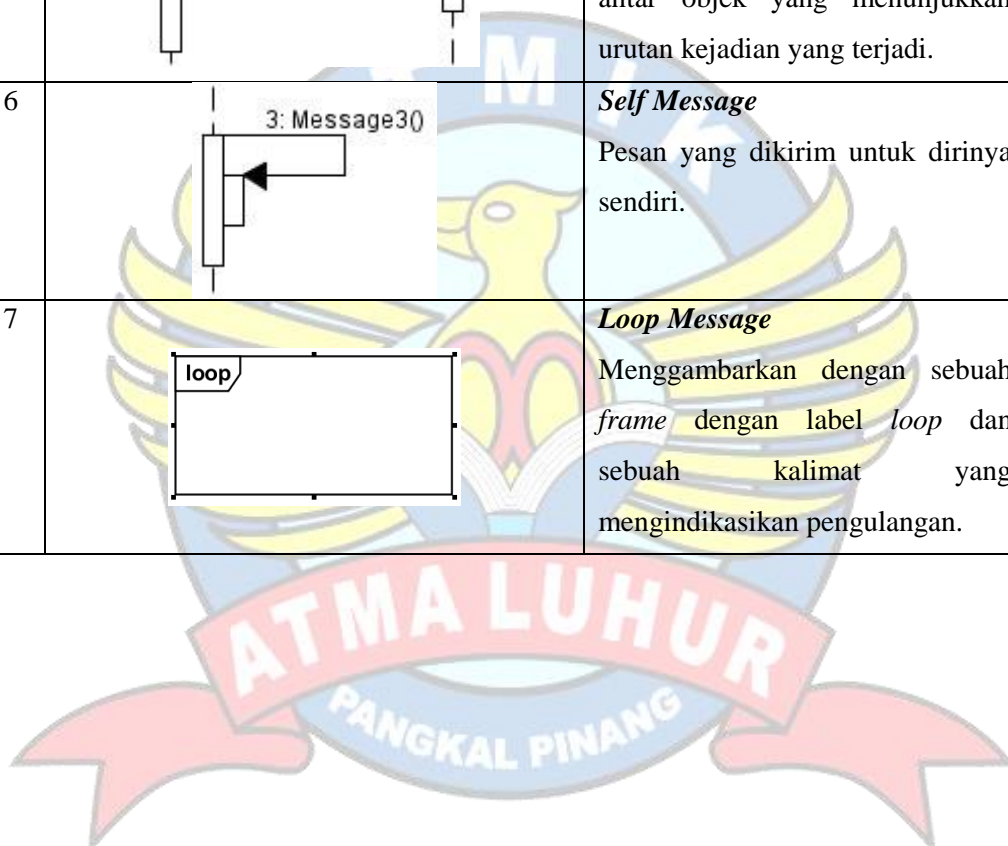 antar objek yang menunjukkan
urutan kejadian yang terjadi.
6
3: Message3()
Self Message
Pesan yang dikirim untuk dirinya
sendiri.
7
loop
Loop Message
Menggambarkan dengan sebuah
frame dengan label loop dan
sebuah kalimat yang
mengindikasikan pengulangan.
M I K
ATMA LUHUR
PANGKAL PINANG